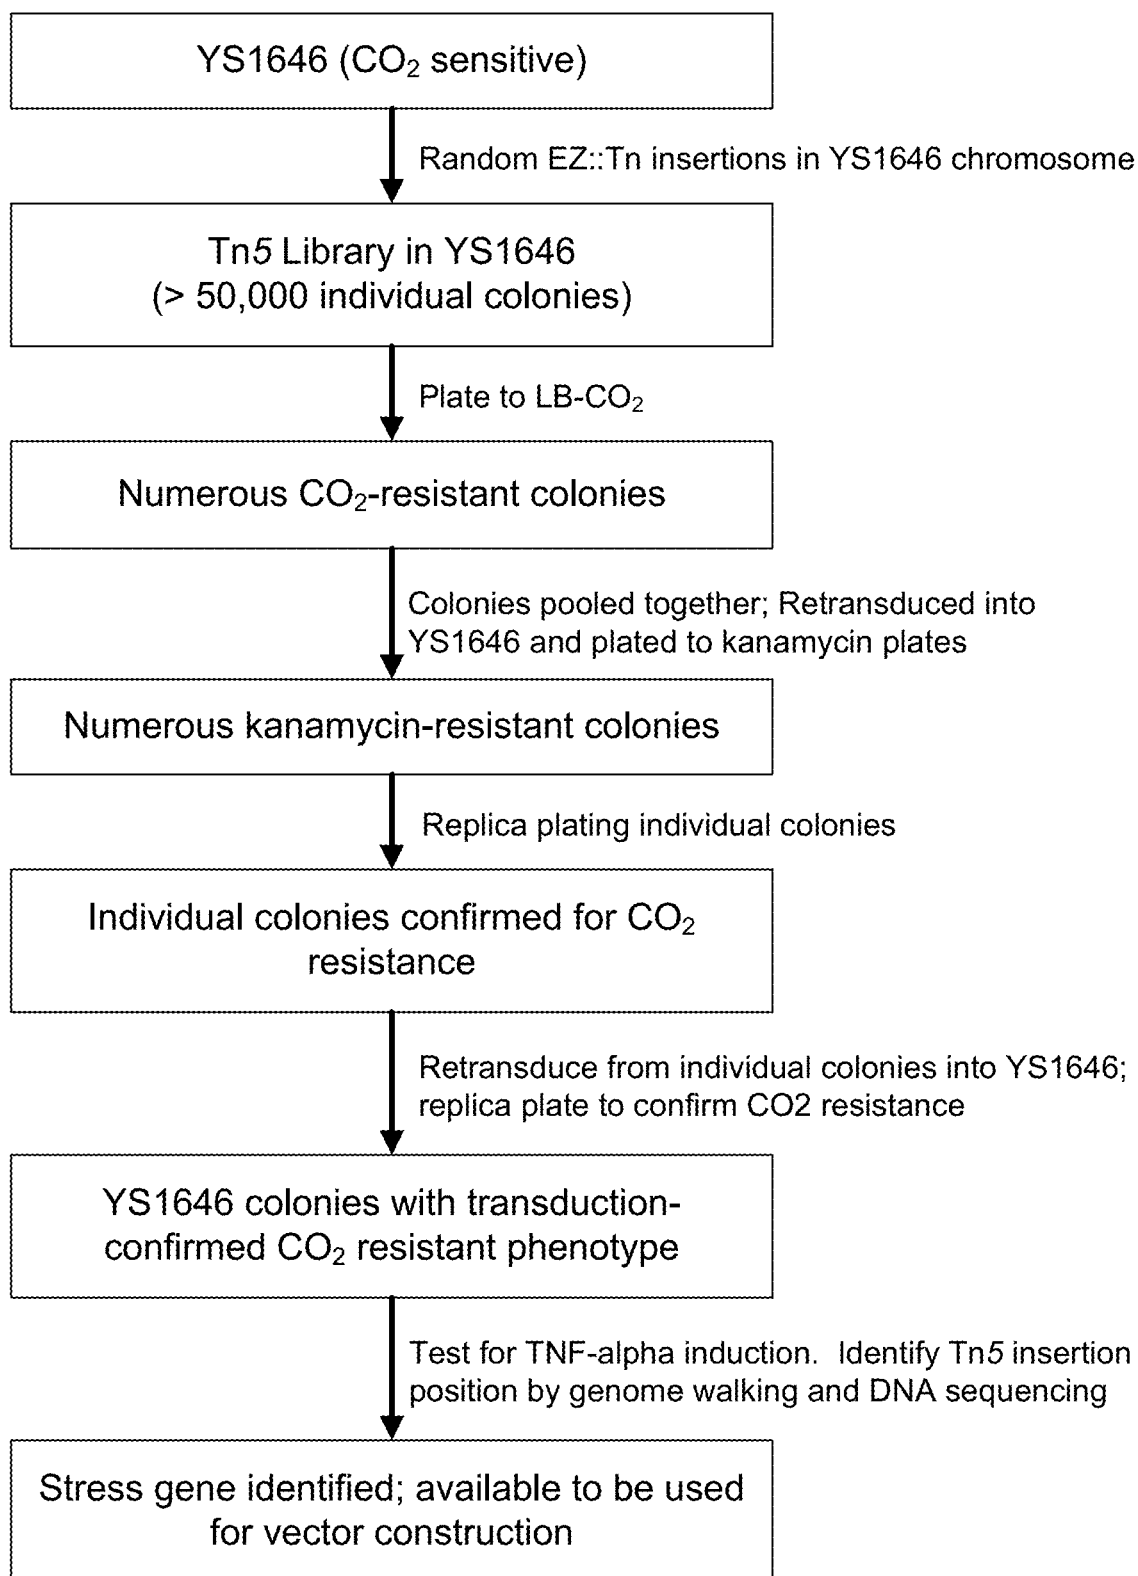 YS1646 (CO₂ sensitive)
Random EZ::Tn insertions in YS1646 chromosome
Tn5 Library in YS1646
(> 50,000 individual colonies)
Plate to LB-CO₂
Numerous CO₂-resistant colonies
Colonies pooled together; Retransduced into
YS1646 and plated to kanamycin plates
Numerous kanamycin-resistant colonies
Replica plating individual colonies
Individual colonies confirmed for CO₂
resistance
Retransduce from individual colonies into YS1646;
replica plate to confirm CO2 resistance
YS1646 colonies with transduction-
confirmed CO₂ resistant phenotype
Test for TNF-alpha induction. Identify Tn5 insertion
position by genome walking and DNA sequencing
Stress gene identified; available to be used
for vector construction